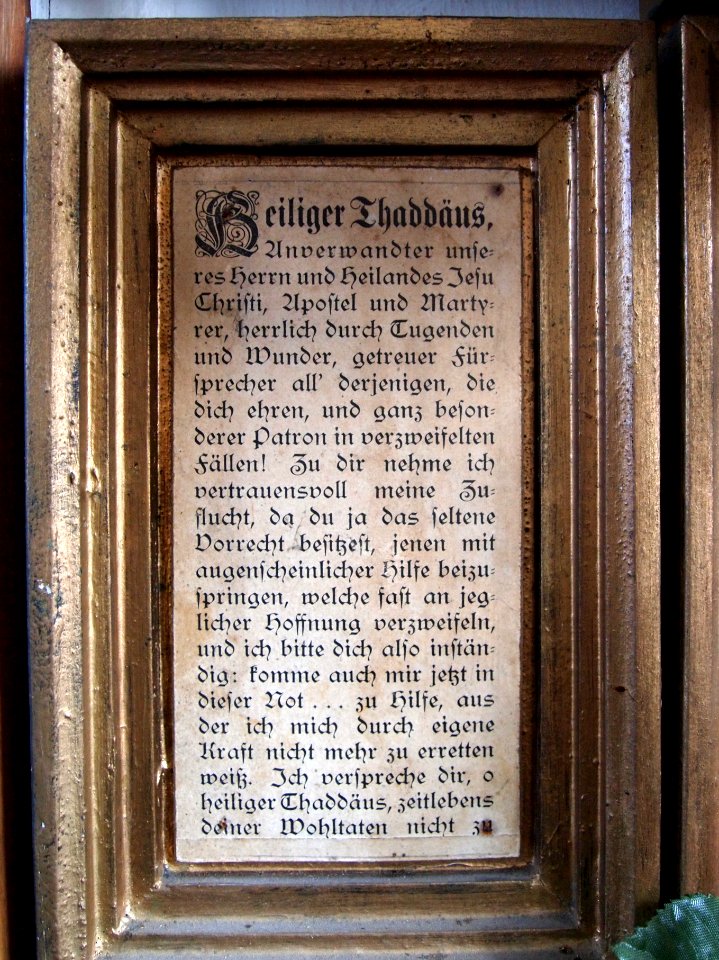 Heiliger Thaddäus,
Anverwandter unse-
res Herrn und Heilandes Jesu
Christi, Apostel und Marty-
rer, herrlich durch Tugenden
und Wunder, getreuer Für-
sprecher all' derjenigen, die
dich ehren, und ganz beson-
derer Patron in verzweifelten
Fällen! Zu dir nehme ich
vertrauensvoll meine Zu-
flucht, da du ja das seltene
Vorrecht besitzest, jenen mit
augenscheinlicher Hilfe beizu-
springen, welche fast an jeg-
licher Hoffnung verzweifeln,
und ich bitte dich also instän-
dig: komme auch mir jetzt in
dieser Not ... zu Hilfe, aus
der ich mich durch eigene
Kraft nicht mehr zu erretten
weiß. Ich verspreche dir, o
heiliger Thaddäus, zeitlebens
deiner Wohltaten nicht zu